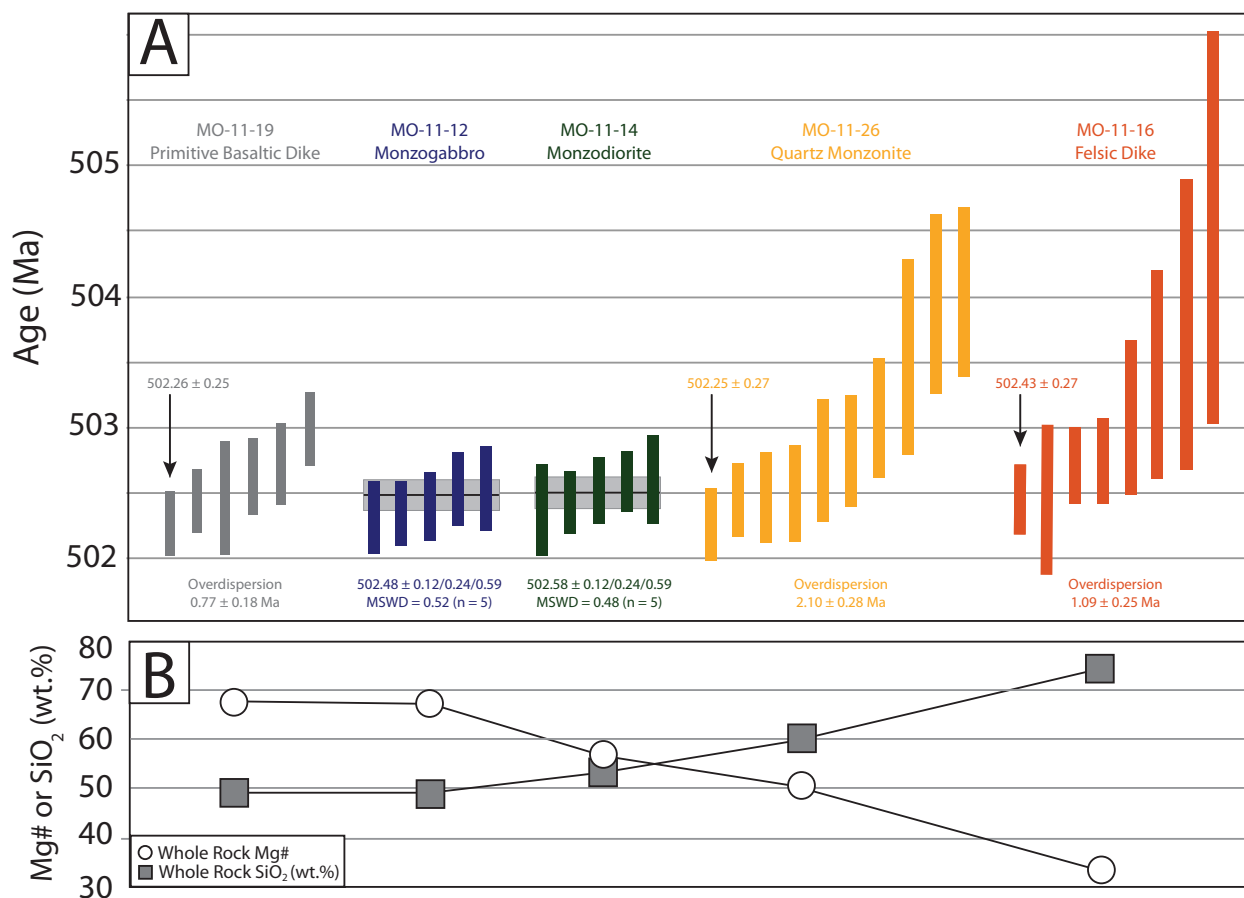 A
MO-11-19
Primitive Basaltic Dike
MO-11-12
Monzogabbro
MO-11-14
Monzodiorite
MO-11-26
Quartz Monzonite
MO-11-16
Felsic Dike
Age (Ma)
505
504
503
502
502.26 ± 0.25
502.25 ± 0.27
502.43 ± 0.27
Overdispersion
0.77 ± 0.18 Ma
502.48 ± 0.12/0.24/0.59
MSWD = 0.52 (n = 5)
502.58 ± 0.12/0.24/0.59
MSWD = 0.48 (n = 5)
Overdispersion
2.10 ± 0.28 Ma
Overdispersion
1.09 ± 0.25 Ma
B
Mg# or SiO2 (wt.%)
80
70
60
50
40
30
Whole Rock Mg#
Whole Rock SiO2 (wt.%)